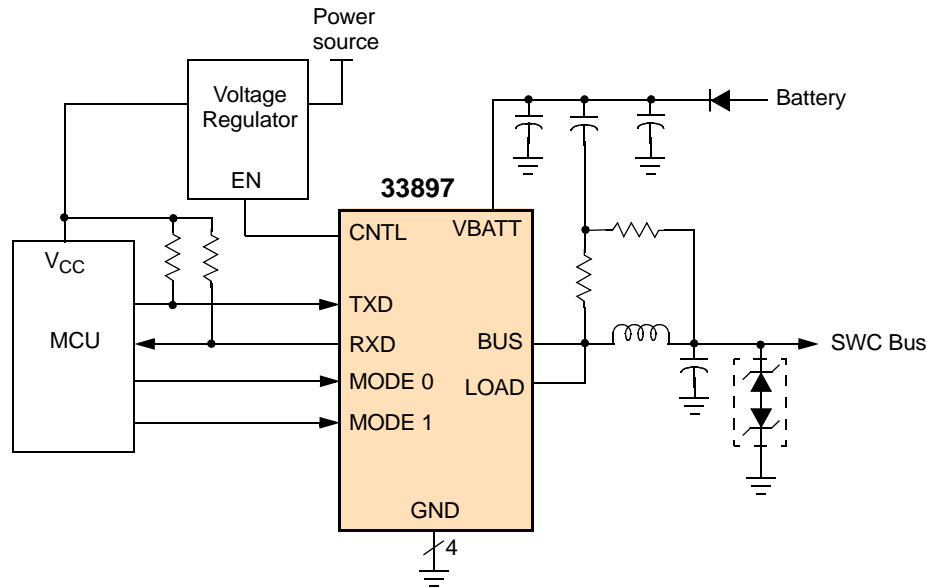 Power
source
Voltage
Regulator
Battery
EN
33897
CNTL
VBATT
VCC
TXD
MCU
RXD
BUS
SWC Bus
MODE 0
LOAD
MODE 1
GND
4